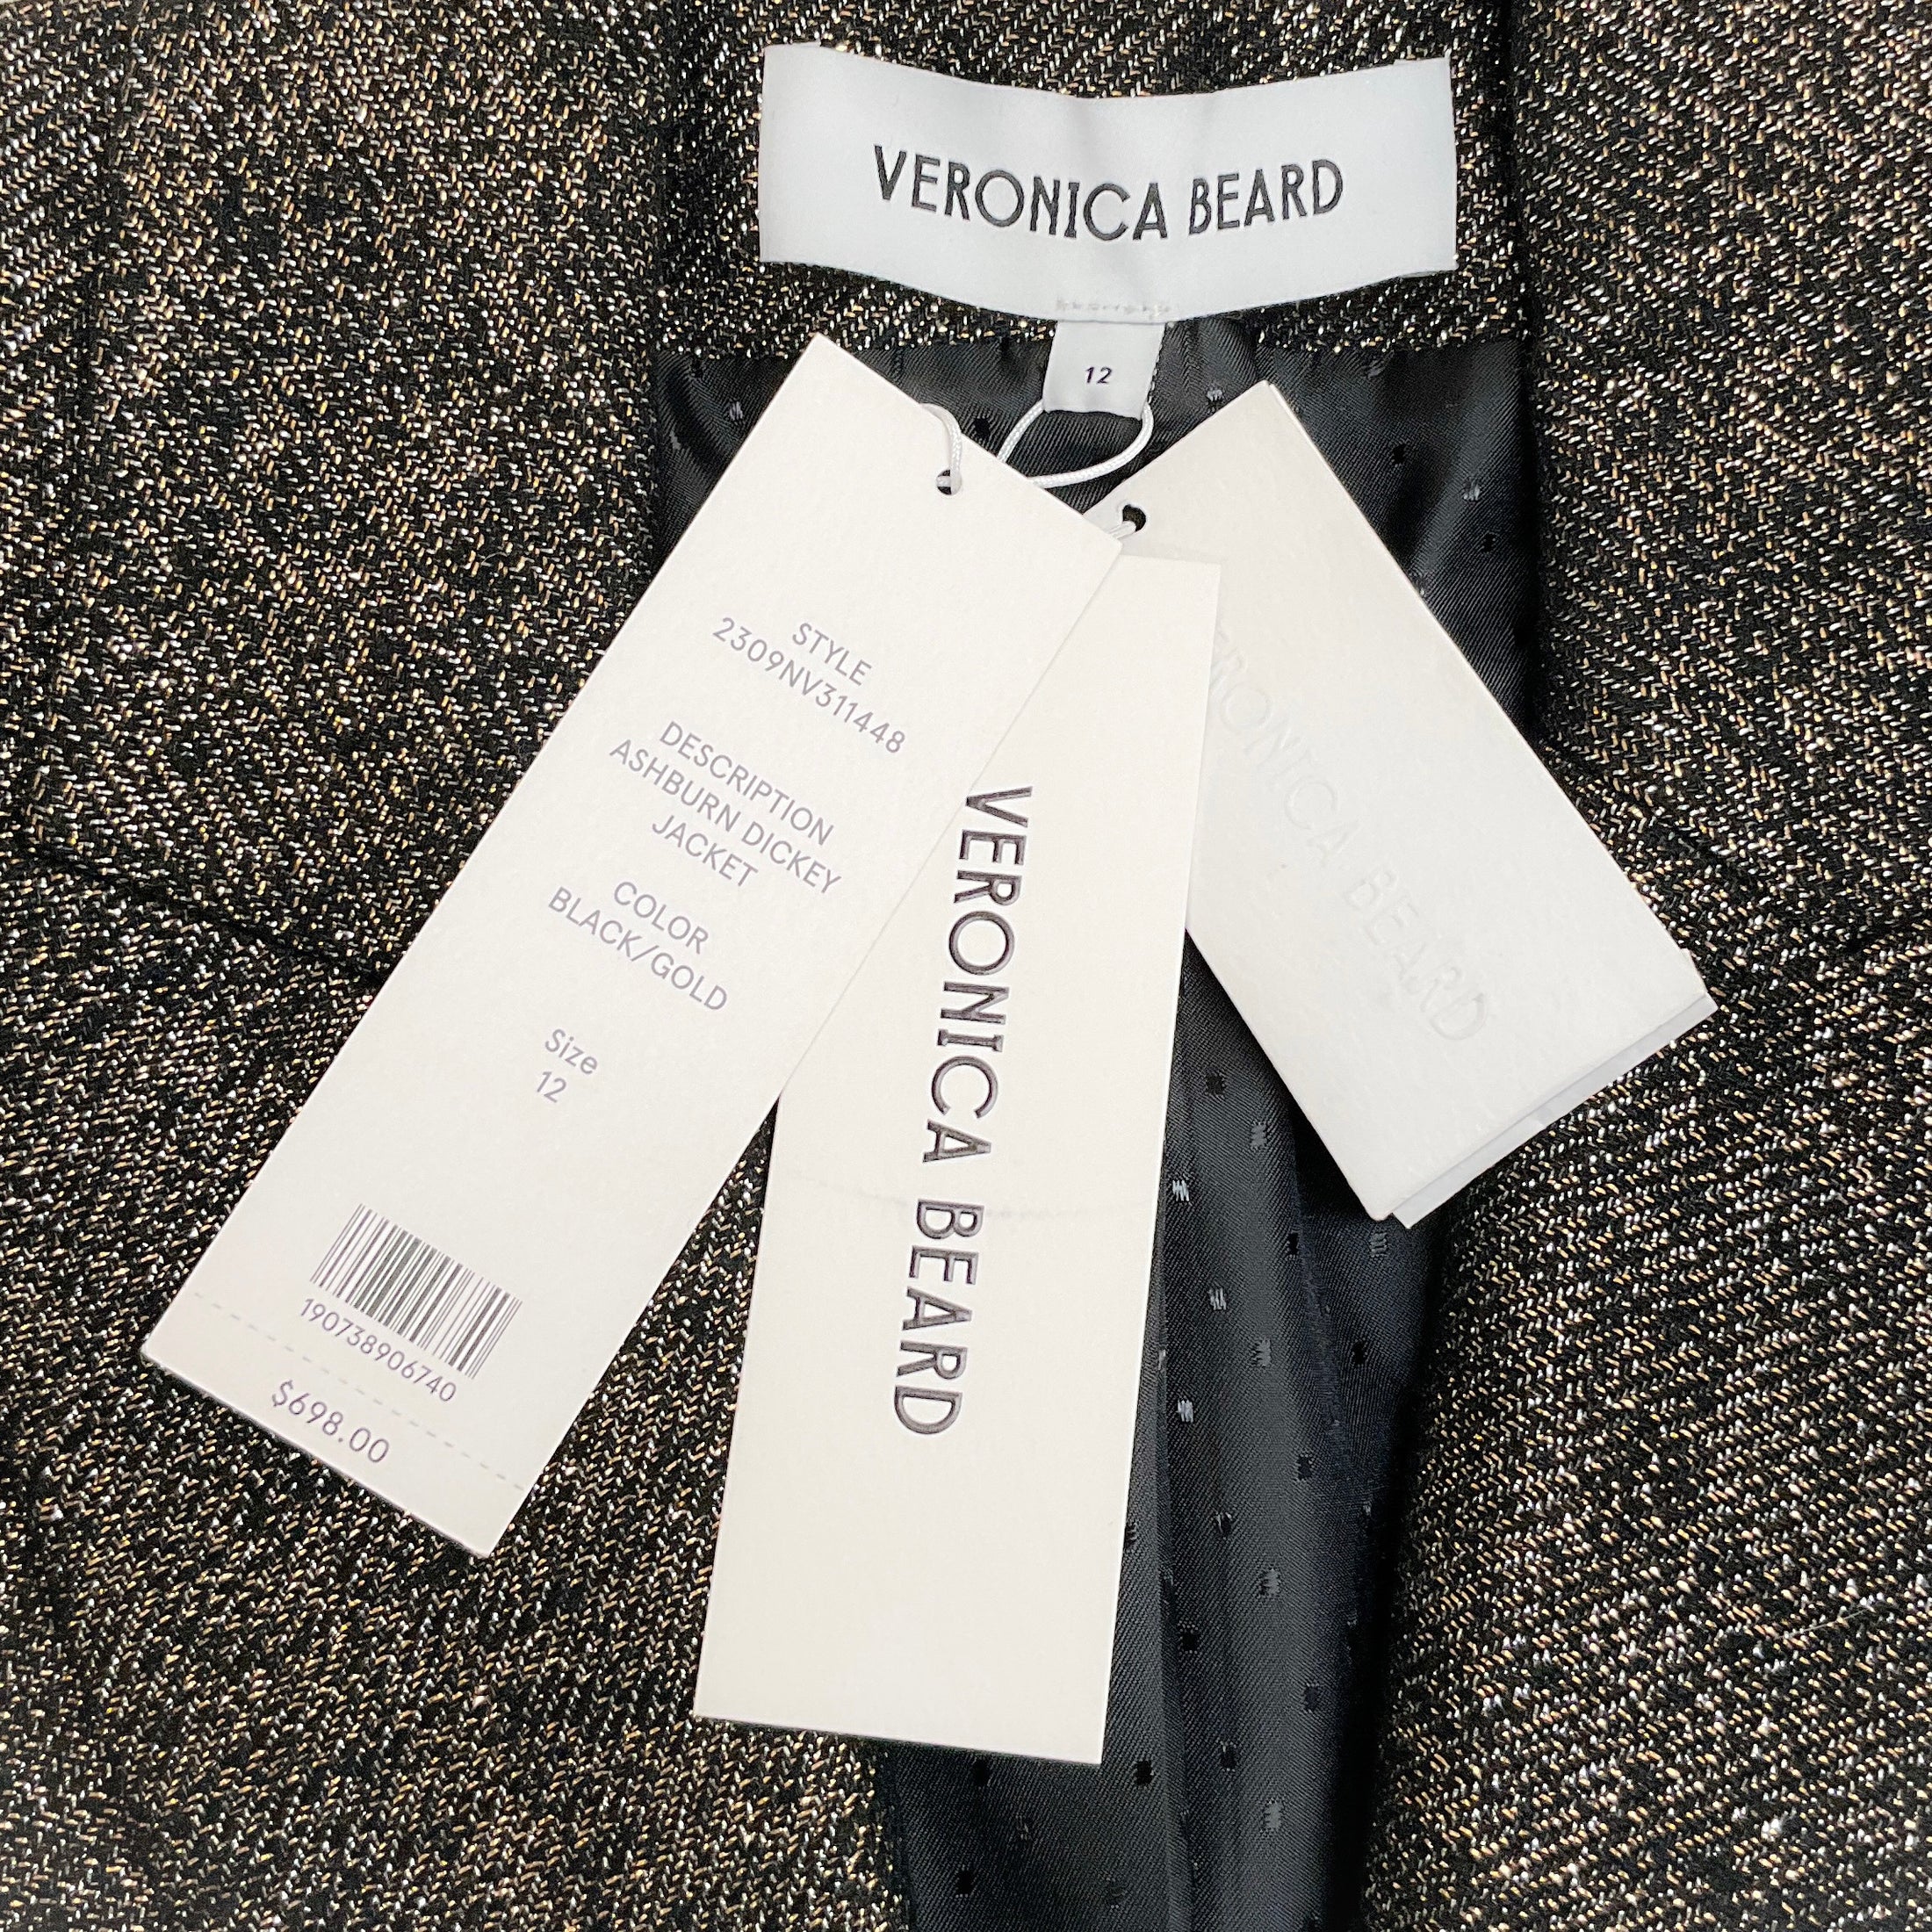 VERONICA BEARD
12
STYLE
2309NV311448
DESCRIPTION
ASHBURN DICKEY
JACKET
COLOR
BLACK/GOLD
Size
12
190738906740
$698.00
VERONICA BEARD
VERONICA BEARD